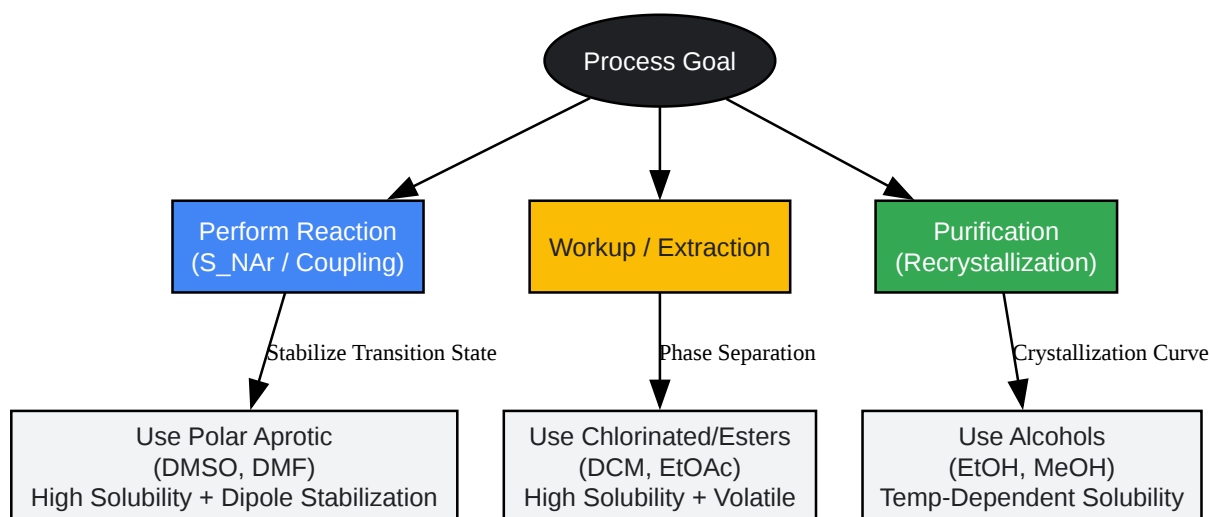 Process Goal
Perform Reaction
(S_NAr / Coupling)
Workup / Extraction
Purification
(Recrystallization)
Stabilize Transition State
Phase Separation
Crystallization Curve
Use Polar Aprotic
(DMSO, DMF)
High Solubility + Dipole Stabilization
Use Chlorinated/Esters
(DCM, EtOAc)
High Solubility + Volatile
Use Alcohols
(EtOH, MeOH)
Temp-Dependent Solubility